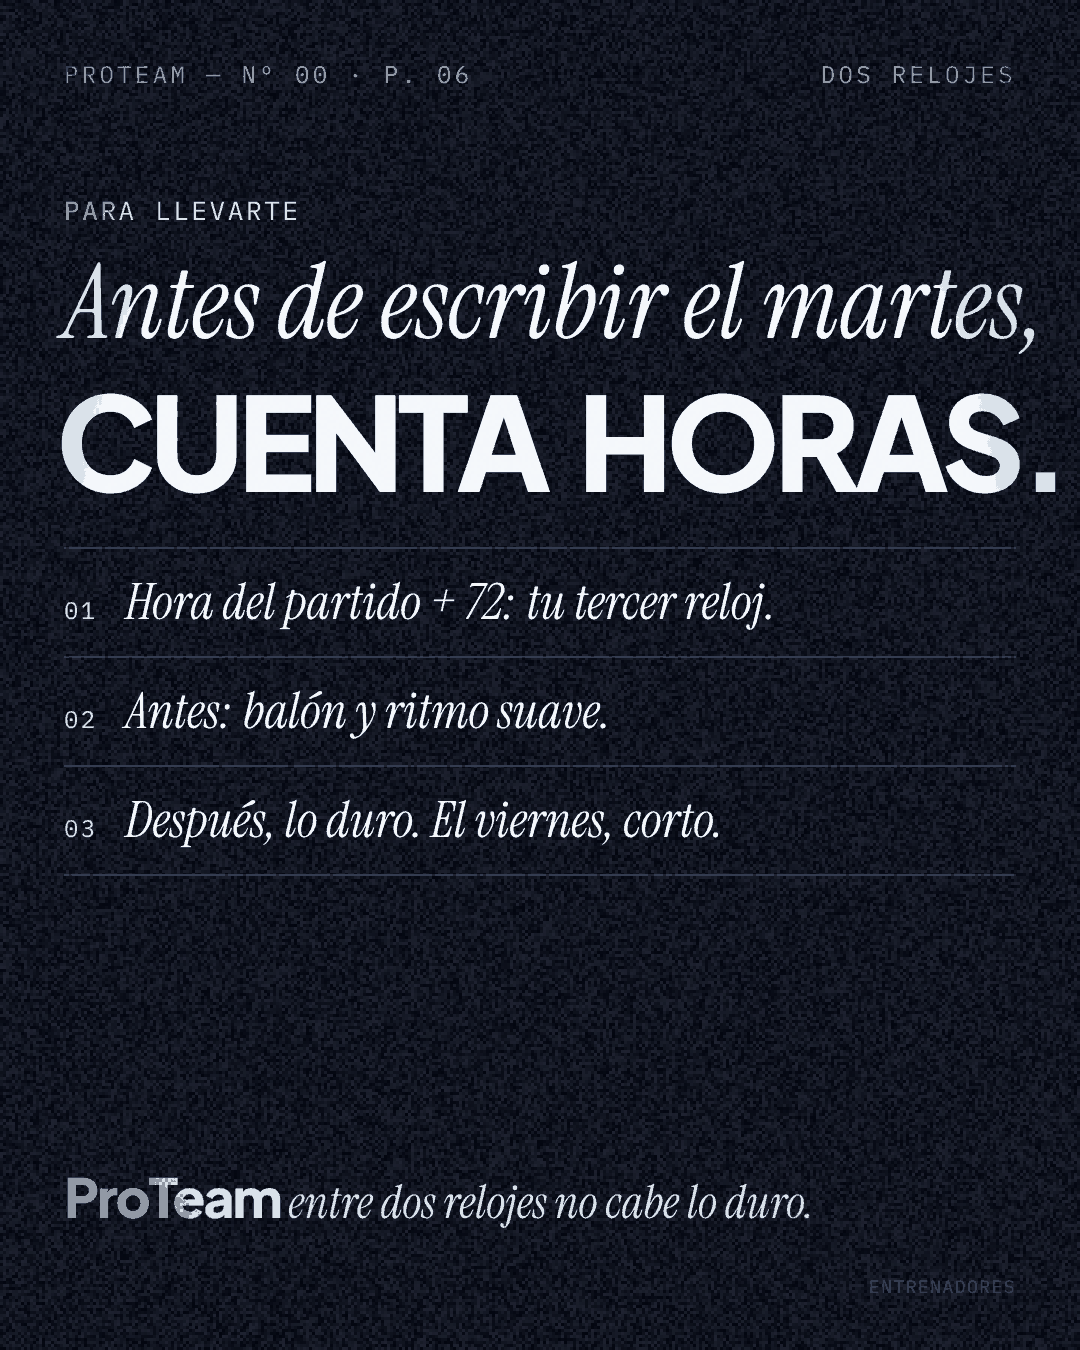 PROTEAM — Nº 00 · P. 06
DOS RELOJES
PARA LLEVARTE
Antes de escribir el martes,
CUENTA HORAS.
01 Hora del partido + 72: tu tercer reloj.
02 Antes: balón y ritmo suave.
03 Después, lo duro. El viernes, corto.
ProTeam entre dos relojes no cabe lo duro.
ENTRENADORES